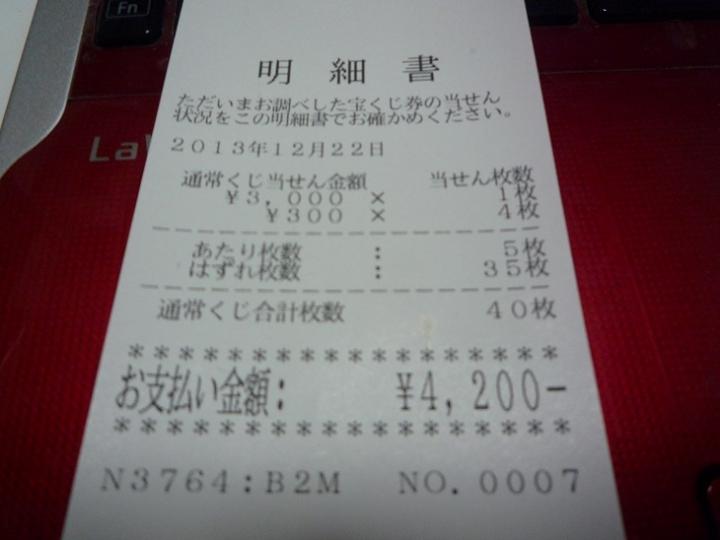 Fn
LaV
明細書
ただいまお調べした宝くじ券の当せん
状況をこの明細書でお確かめください。
2013年12月22日
通常くじ当せん金額 当せん枚数
¥3,000 × 1枚
¥300 × 4枚
あたり枚数 : 5枚
はずれ枚数 : 35枚
通常くじ合計枚数 40枚
******************
お支払い金額: ¥4,200-
******************
N3764:B2M NO.0007